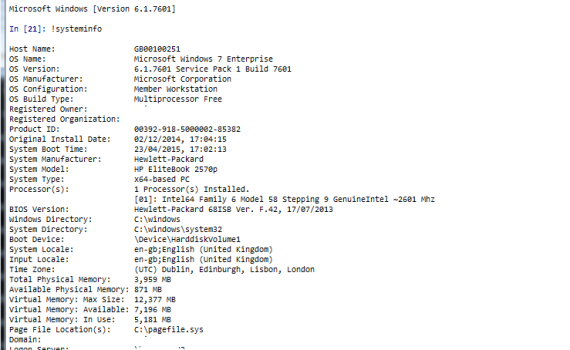 Microsoft Windows [Version 6.1.7601]
In [21]: !systeminfo
Host Name: GB00100251
OS Name: Microsoft Windows 7 Enterprise
OS Version: 6.1.7601 Service Pack 1 Build 7601
OS Manufacturer: Microsoft Corporation
OS Configuration: Member Workstation
OS Build Type: Multiprocessor Free
Registered Owner:
Registered Organization:
Product ID: 00392-918-5000002-85382
Original Install Date: 02/12/2014, 17:04:15
System Boot Time: 23/04/2015, 17:02:13
System Manufacturer: Hewlett-Packard
System Model: HP EliteBook 2570p
System Type: x64-based PC
Processor(s): 1 Processor(s) Installed.
[01]: Intel64 Family 6 Model 58 Stepping 9 GenuineIntel ~2601 Mhz
BIOS Version: Hewlett-Packard 68ISB Ver. F.42, 17/07/2013
Windows Directory: C:\windows
System Directory: C:\windows\system32
Boot Device: \Device\HarddiskVolume1
System Locale: en-gb;English (United Kingdom)
Input Locale: en-gb;English (United Kingdom)
Time Zone: (UTC) Dublin, Edinburgh, Lisbon, London
Total Physical Memory: 3,959 MB
Available Physical Memory: 871 MB
Virtual Memory: Max Size: 12,377 MB
Virtual Memory: Available: 7,196 MB
Virtual Memory: In Use: 5,181 MB
Page File Location(s): C:\pagefile.sys
Domain:
Logon Server: